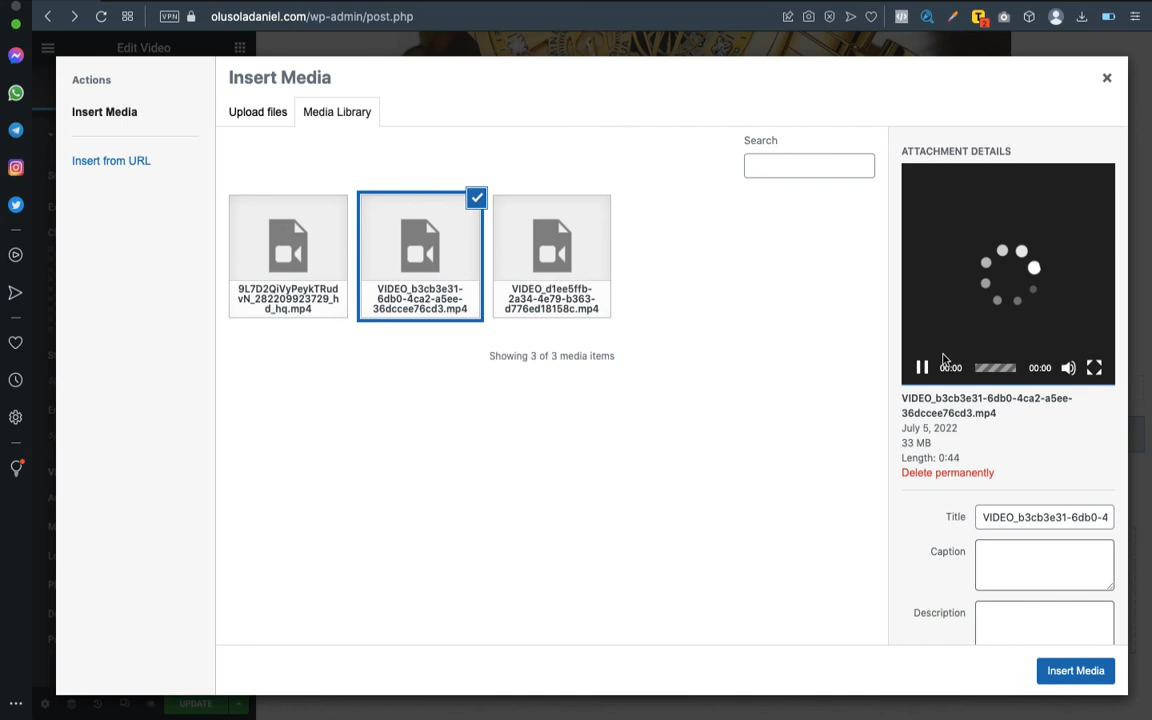 VPN
olusoladaniel.com/wp-admin/post.php
2
Edit Video
Actions
Insert Media
Insert from URL
Insert Media
Upload files
Media Library
Search
9L7D2QiVyPeykTRud
vN_282209923729_h
d_hq.mp4
VIDEO_b3cb3e31-
6db0-4ca2-a5ee-
36dccee76cd3.mp4
VIDEO_d1ee5ffb-
2a34-4e79-b363-
d776ed18158c.mp4
Showing 3 of 3 media items
ATTACHMENT DETAILS
00:00
00:00
VIDEO_b3cb3e31-6db0-4ca2-a5ee-
36dccee76cd3.mp4
July 5, 2022
33 MB
Length: 0:44
Delete permanently
Title
VIDEO_b3cb3e31-6db0-4
Caption
Description
Insert Media
UPDATE